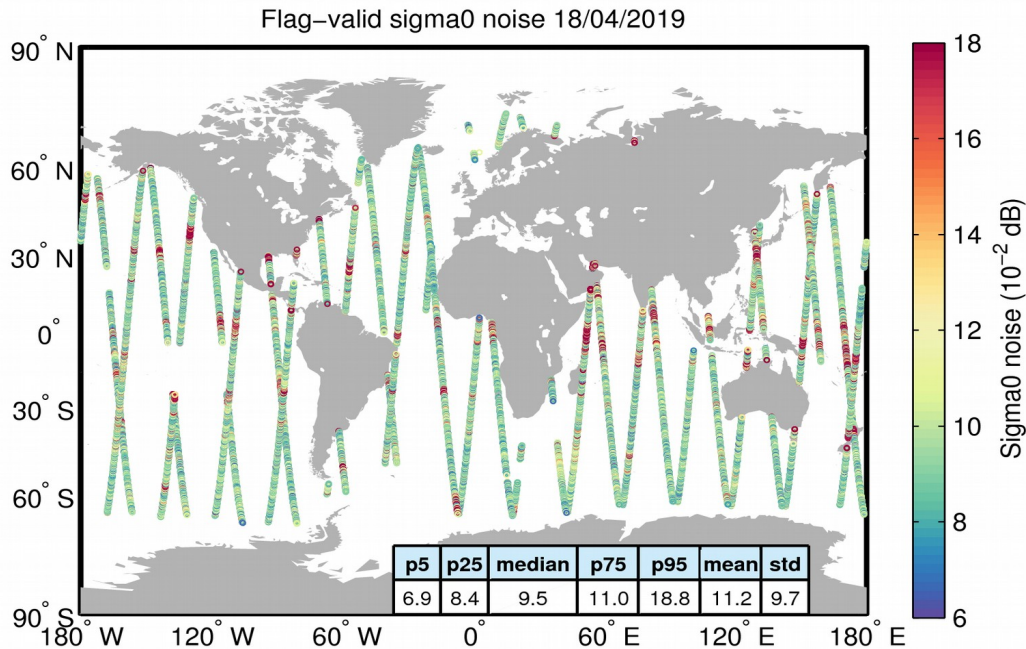 Flag-valid sigma0 noise 18/04/2019
90° N
60° N
30° N
0°
30° S
60° S
90° S
180° W
120° W
60° W
0°
60° E
120° E
180° E
p5 p25 median p75 p95 mean std
6.9 8.4 9.5 11.0 18.8 11.2 9.7
18
16
14
12
10
8
6
Sigma0 noise (10⁻² dB)